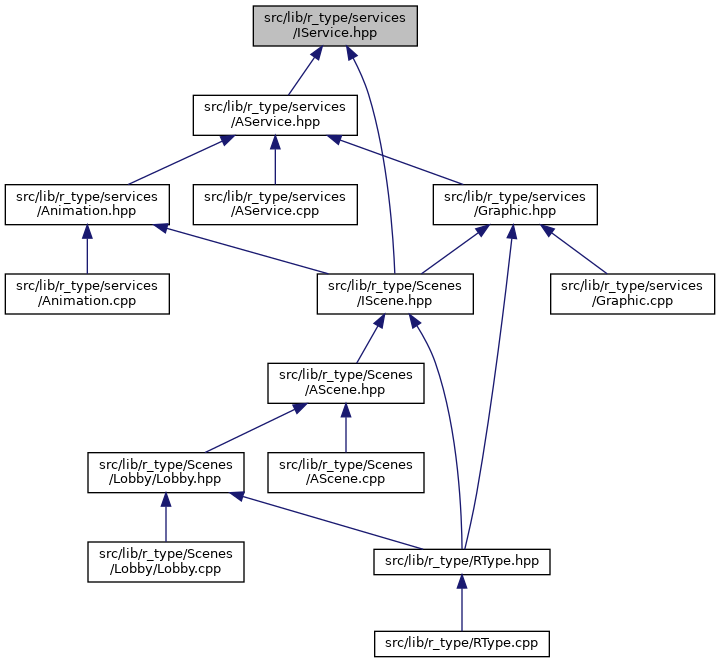 src/lib/r_type/services
/IService.hpp
src/lib/r_type/services
/AService.hpp
src/lib/r_type/services
/Animation.hpp
src/lib/r_type/services
/AService.cpp
src/lib/r_type/services
/Graphic.hpp
src/lib/r_type/services
/Animation.cpp
src/lib/r_type/Scenes
/IScene.hpp
src/lib/r_type/services
/Graphic.cpp
src/lib/r_type/Scenes
/AScene.hpp
src/lib/r_type/Scenes
/Lobby/Lobby.hpp
src/lib/r_type/Scenes
/AScene.cpp
src/lib/r_type/Scenes
/Lobby/Lobby.cpp
src/lib/r_type/RType.hpp
src/lib/r_type/RType.cpp